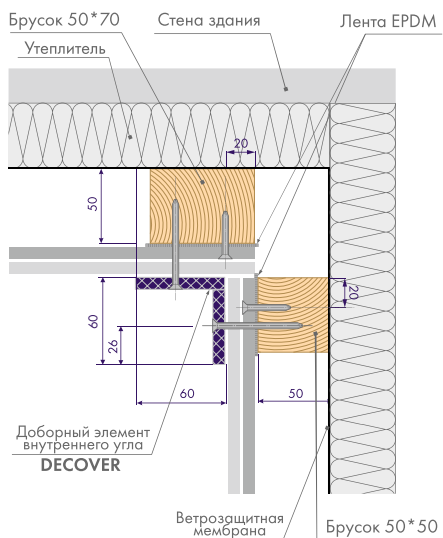 Брусок 50*70
Стена здания
Лента EPDM
Утеплитель
20
50
20
60
26
60
50
Доборный элемент
внутреннего угла
DECOVER
Ветрозащитная
мембрана
Брусок 50*50